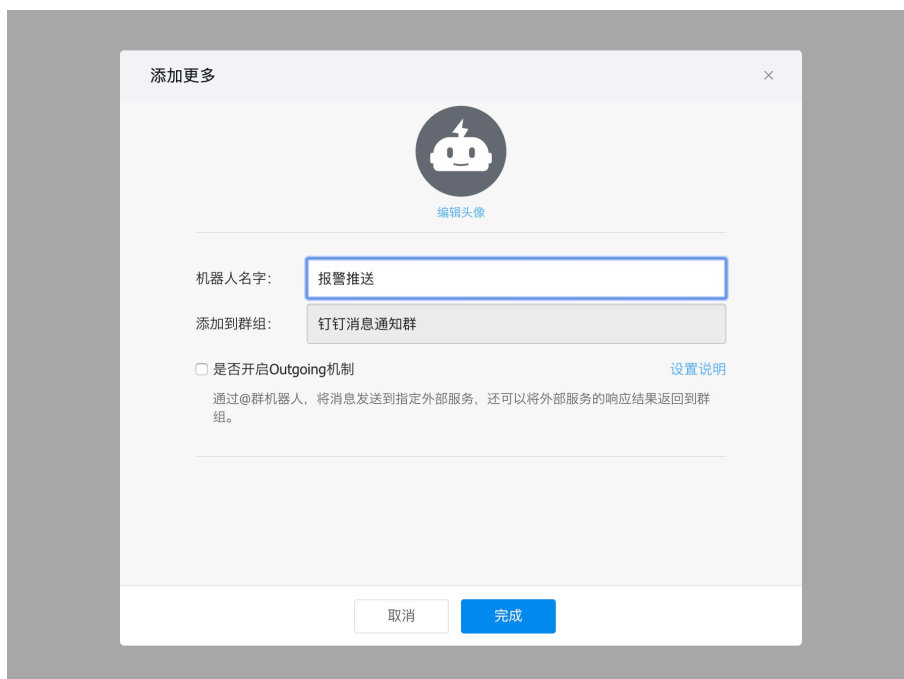 添加更多
编辑头像
机器人名字:
报警推送
添加到群组:
钉钉消息通知群
是否开启Outgoing机制
设置说明
通过@群机器人，将消息发送到指定外部服务，还可以将外部服务的响应结果返回到群
组。
取消
完成